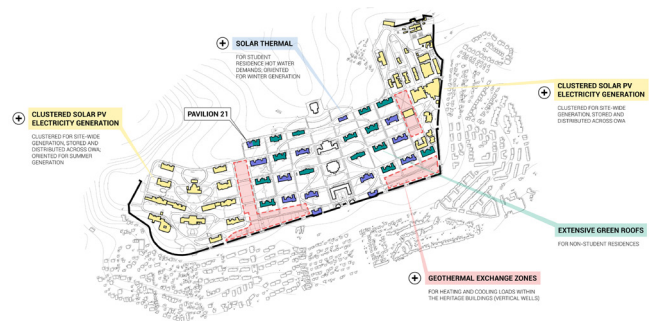 SOLAR THERMAL
FOR STUDENT
RESIDENCE HOT WATER
DEMANDS, ORIENTED
FOR WINTER GENERATION
CLUSTERED SOLAR PV
ELECTRICITY GENERATION
CLUSTERED FOR SITE-WIDE
GENERATION, STORED AND
DISTRIBUTED ACROSS OWA
PAVILION 21
CLUSTERED SOLAR PV
ELECTRICITY GENERATION
CLUSTERED FOR SITE-WIDE
GENERATION, STORED AND
DISTRIBUTED ACROSS OWA;
ORIENTED FOR SUMMER
GENERATION
EXTENSIVE GREEN ROOFS
FOR NON-STUDENT RESIDENCES
GEOTHERMAL EXCHANGE ZONES
FOR HEATING AND COOLING LOADS WITHIN
THE HERITAGE BUILDINGS (VERTICAL WELLS)